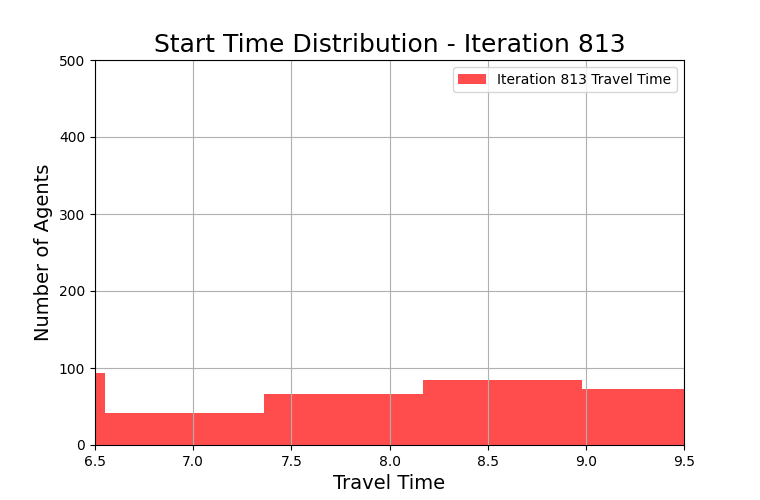 Start Time Distribution - Iteration 813
Iteration 813 Travel Time
Number of Agents
500
400
300
200
100
0
6.5 7.0 7.5 8.0 8.5 9.0 9.5
Travel Time